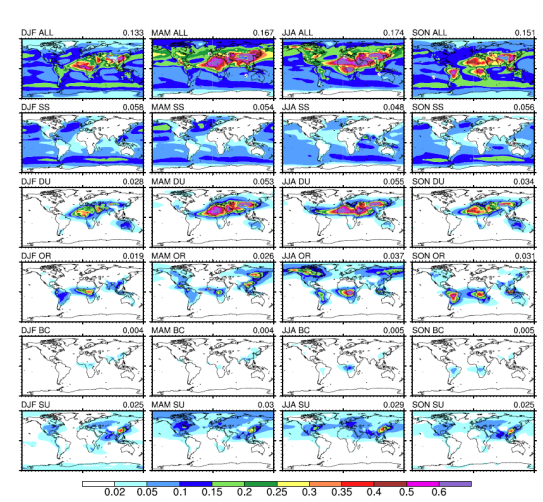 DJF ALL 0.133 MAM ALL 0.167 JJA ALL 0.174 SON ALL 0.151
DJF SS 0.058 MAM SS 0.054 JJA SS 0.048 SON SS 0.056
DJF DU 0.028 MAM DU 0.053 JJA DU 0.055 SON DU 0.034
DJF OR 0.019 MAM OR 0.026 JJA OR 0.037 SON OR 0.031
DJF BC 0.004 MAM BC 0.004 JJA BC 0.005 SON BC 0.005
DJF SU 0.025 MAM SU 0.03 JJA SU 0.029 SON SU 0.025
0.02 0.05 0.1 0.15 0.2 0.25 0.3 0.35 0.4 0.5 0.6